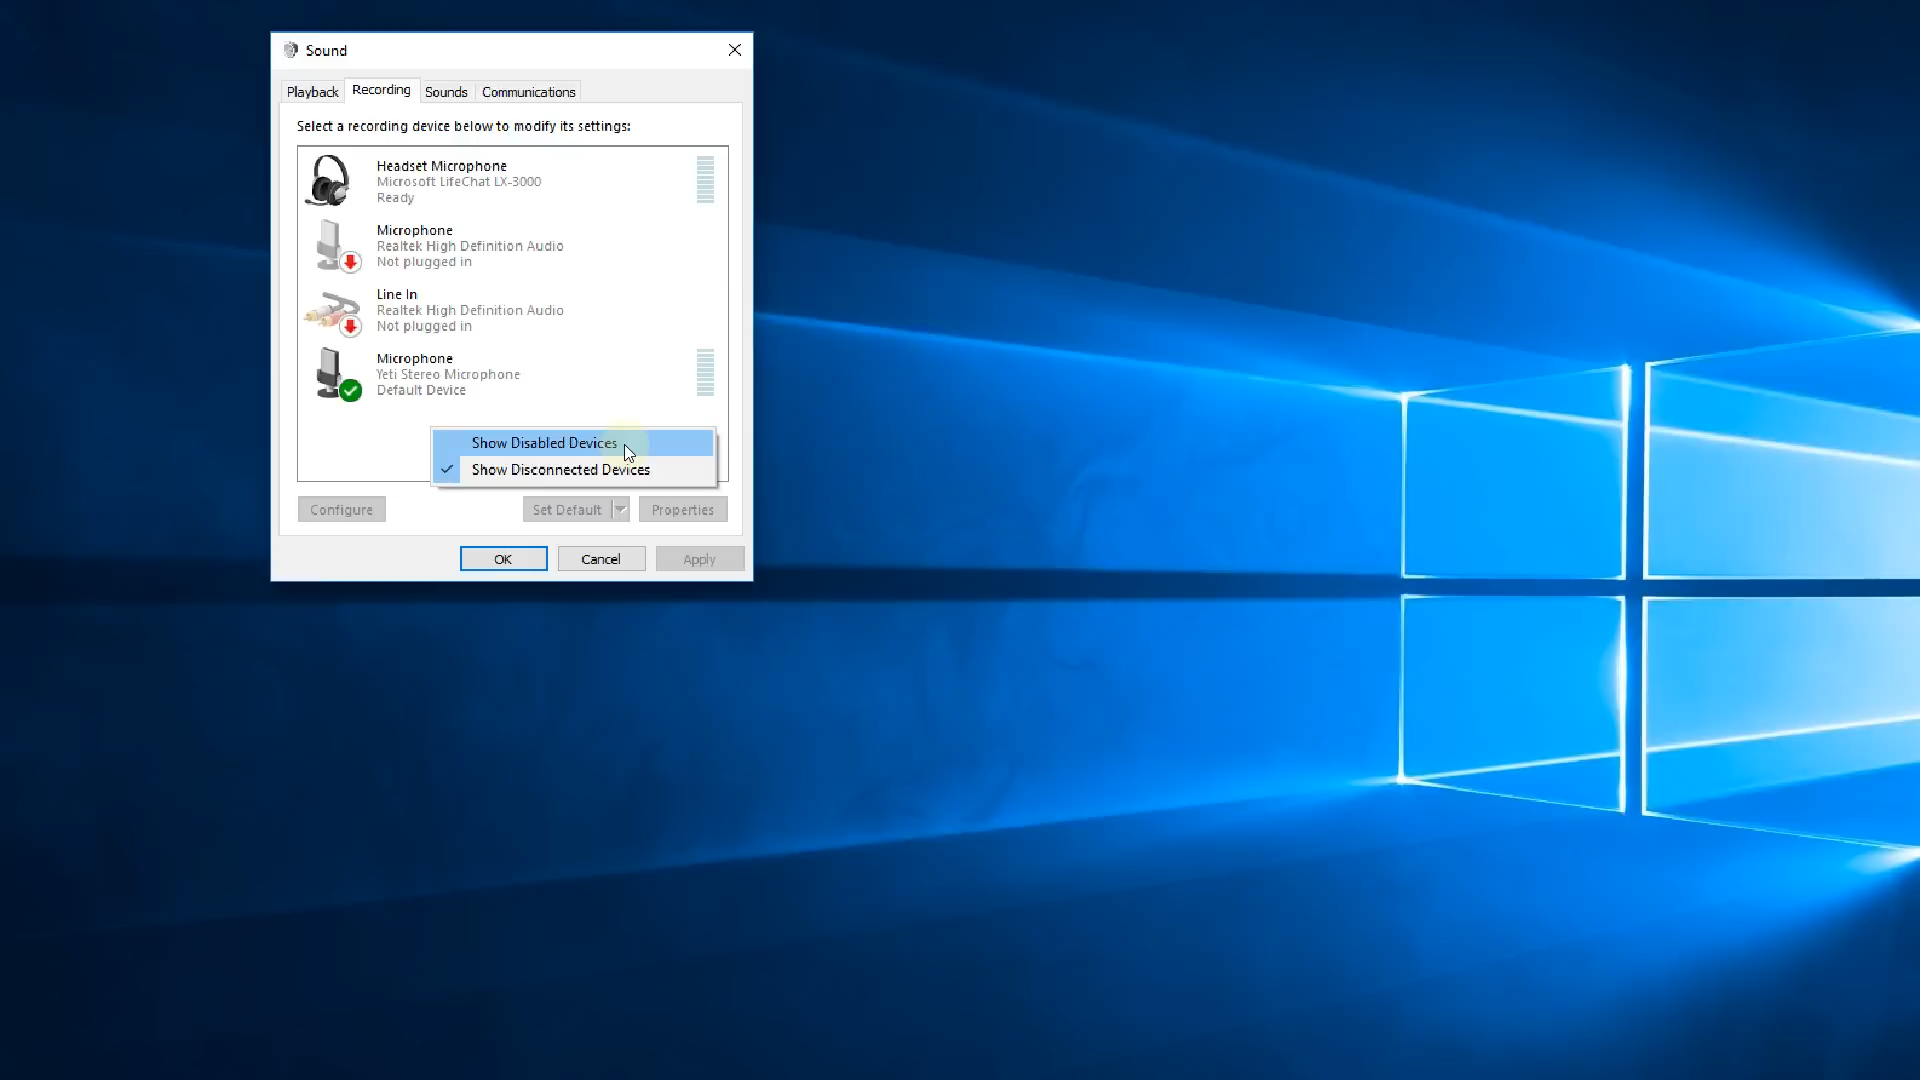 Sound
Playback
Recording
Sounds
Communications
Select a recording device below to modify its settings:
Headset Microphone
Microsoft LifeChat LX-3000
Ready
Microphone
Realtek High Definition Audio
Not plugged in
Line In
Realtek High Definition Audio
Not plugged in
Microphone
Yeti Stereo Microphone
Default Device
Show Disabled Devices
Show Disconnected Devices
Configure
Set Default
Properties
OK
Cancel
Apply